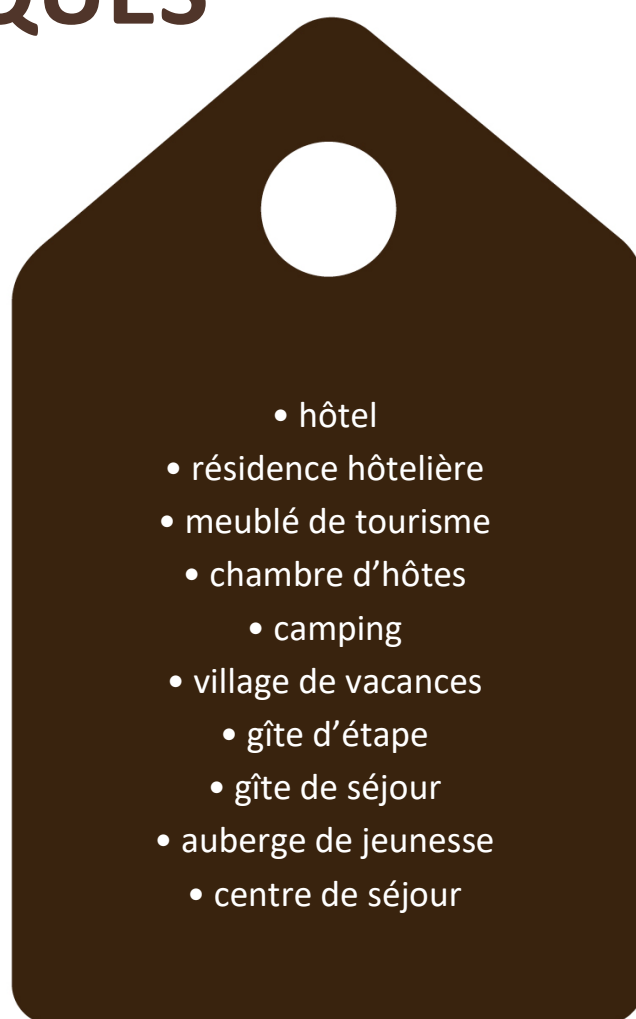 QUES
• hôtel
• résidence hôtelière
• meublé de tourisme
• chambre d’hôtes
• camping
• village de vacances
• gîte d’étape
• gîte de séjour
• auberge de jeunesse
• centre de séjour